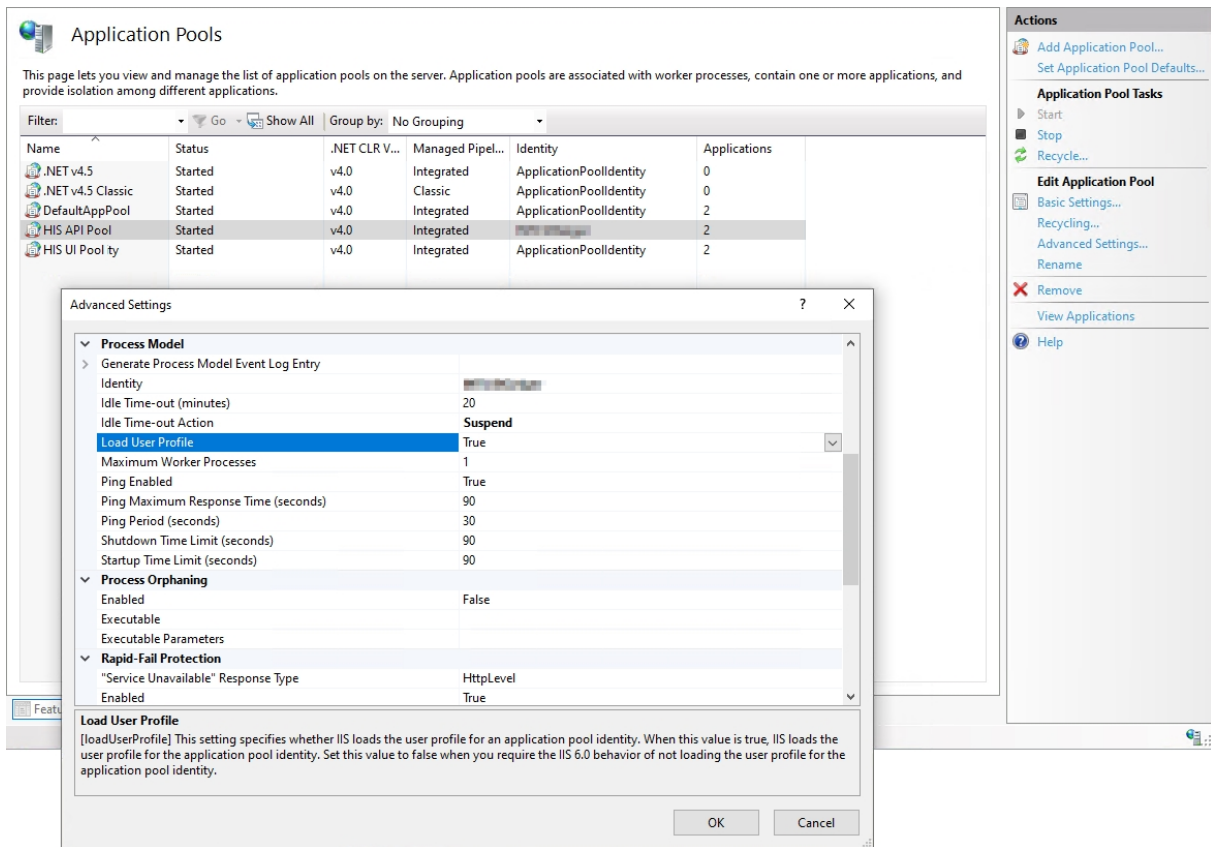 Application Pools
This page lets you view and manage the list of application pools on the server. Application pools are associated with worker processes, contain one or more applications, and
provide isolation among different applications.
Filter: Go Show All Group by: No Grouping
Name Status .NET CLR V... Managed Pipel... Identity Applications
.NET v4.5 Started v4.0 Integrated ApplicationPoolIdentity 0
.NET v4.5 Classic Started v4.0 Classic ApplicationPoolIdentity 0
DefaultAppPool Started v4.0 Integrated ApplicationPoolIdentity 2
HIS API Pool Started v4.0 Integrated 2
HIS UI Pool ty Started v4.0 Integrated ApplicationPoolIdentity 2
Advanced Settings ?
Process Model
Generate Process Model Event Log Entry
Identity
Idle Time-out (minutes) 20
Idle Time-out Action Suspend
Load User Profile True
Maximum Worker Processes 1
Ping Enabled True
Ping Maximum Response Time (seconds) 90
Ping Period (seconds) 30
Shutdown Time Limit (seconds) 90
Startup Time Limit (seconds) 90
Process Orphaning
Enabled False
Executable
Executable Parameters
Rapid-Fail Protection
"Service Unavailable" Response Type HttpLevel
Enabled True
Load User Profile
[loadUserProfile] This setting specifies whether IIS loads the user profile for an application pool identity. When this value is true, IIS loads the
user profile for the application pool identity. Set this value to false when you require the IIS 6.0 behavior of not loading the user profile for the
application pool identity.
OK Cancel
Featu
Actions
Add Application Pool...
Set Application Pool Defaults...
Application Pool Tasks
Start
Stop
Recycle...
Edit Application Pool
Basic Settings...
Recycling...
Advanced Settings...
Rename
Remove
View Applications
Help